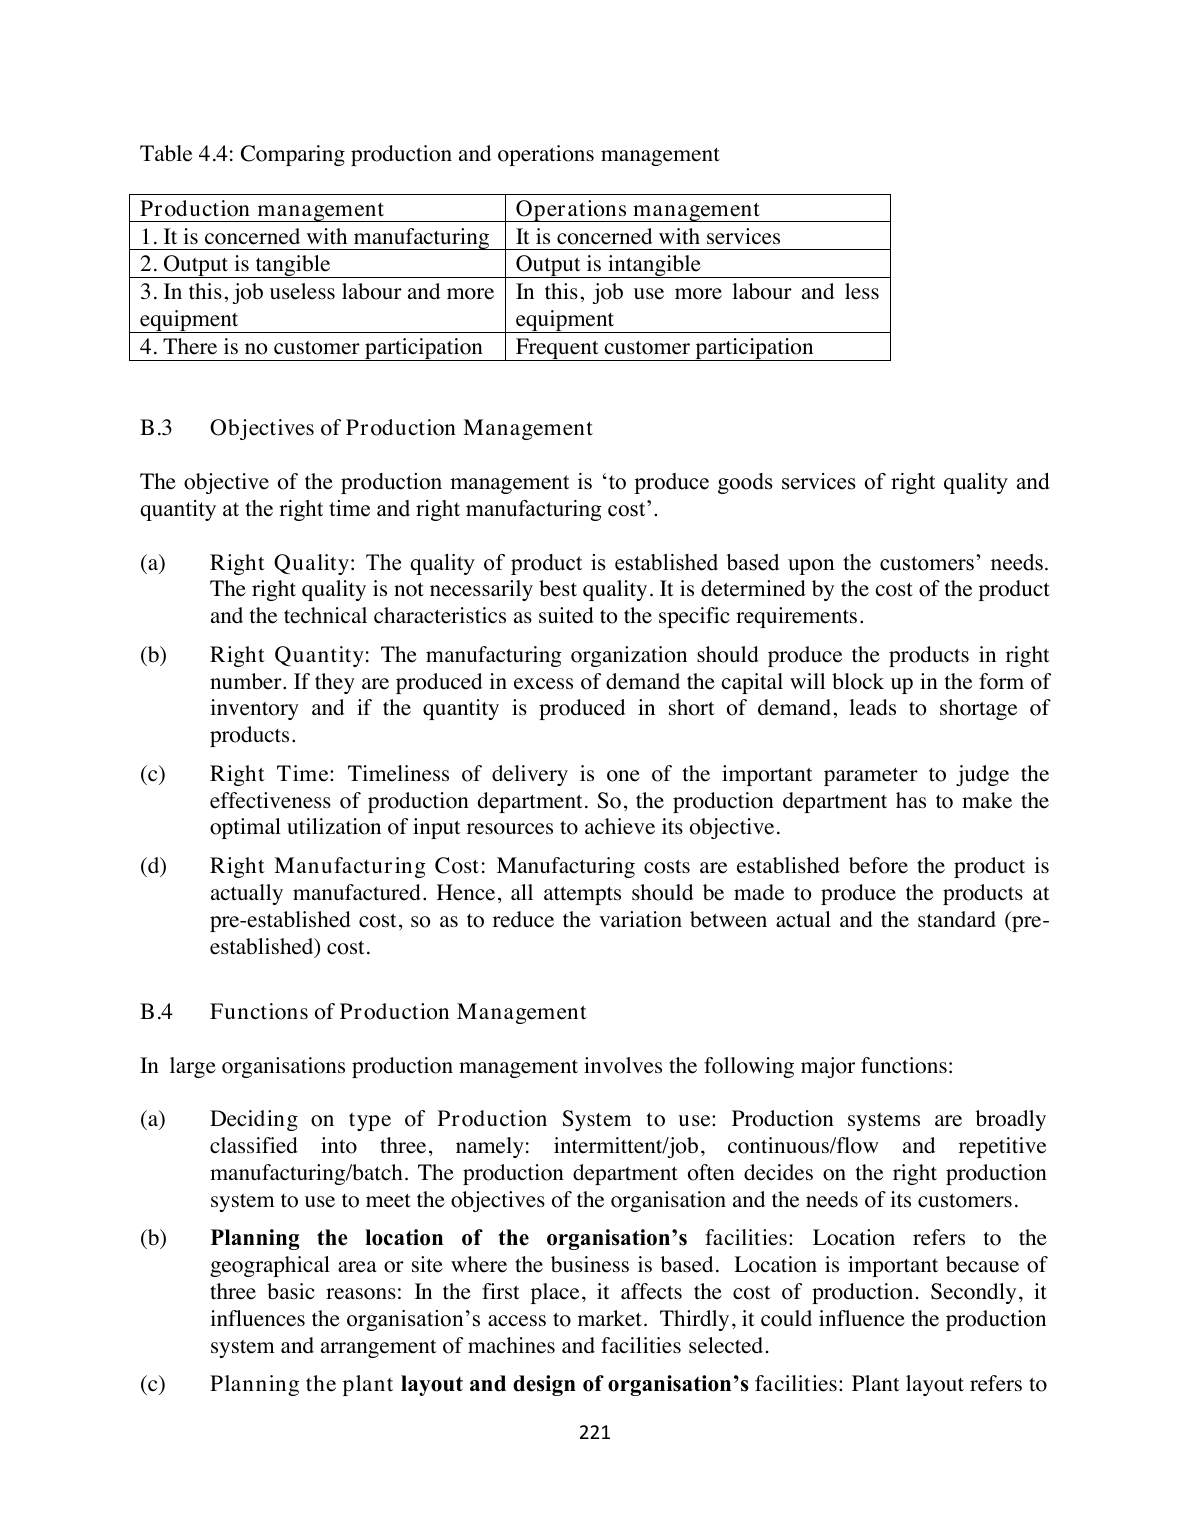 Table 4.4: Comparing production and operations management
Production management Operations management
1. It is concerned with manufacturing It is concerned with services
2. Output is tangible Output is intangible
3. In this, job useless labour and more In this, job use more labour and less
equipment equipment
4. There is no customer participation Frequent customer participation
B.3 Objectives of Production Management
The objective of the production management is ‘to produce goods services of right quality and
quantity at the right time and right manufacturing cost’.
(a) Right Quality: The quality of product is established based upon the customers’ needs.
The right quality is not necessarily best quality. It is determined by the cost of the product
and the technical characteristics as suited to the specific requirements.
(b) Right Quantity: The manufacturing organization should produce the products in right
number. If they are produced in excess of demand the capital will block up in the form of
inventory and if the quantity is produced in short of demand, leads to shortage of
products.
(c) Right Time: Timeliness of delivery is one of the important parameter to judge the
effectiveness of production department. So, the production department has to make the
optimal utilization of input resources to achieve its objective.
(d) Right Manufacturing Cost: Manufacturing costs are established before the product is
actually manufactured. Hence, all attempts should be made to produce the products at
pre-established cost, so as to reduce the variation between actual and the standard (pre-
established) cost.
B.4 Functions of Production Management
In large organisations production management involves the following major functions:
(a) Deciding on type of Production System to use: Production systems are broadly
classified into three, namely: intermittent/job, continuous/flow and repetitive
manufacturing/batch. The production department often decides on the right production
system to use to meet the objectives of the organisation and the needs of its customers.
(b) Planning the location of the organisation’s facilities: Location refers to the
geographical area or site where the business is based. Location is important because of
three basic reasons: In the first place, it affects the cost of production. Secondly, it
influences the organisation’s access to market. Thirdly, it could influence the production
system and arrangement of machines and facilities selected.
(c) Planning the plant layout and design of organisation’s facilities: Plant layout refers to
221